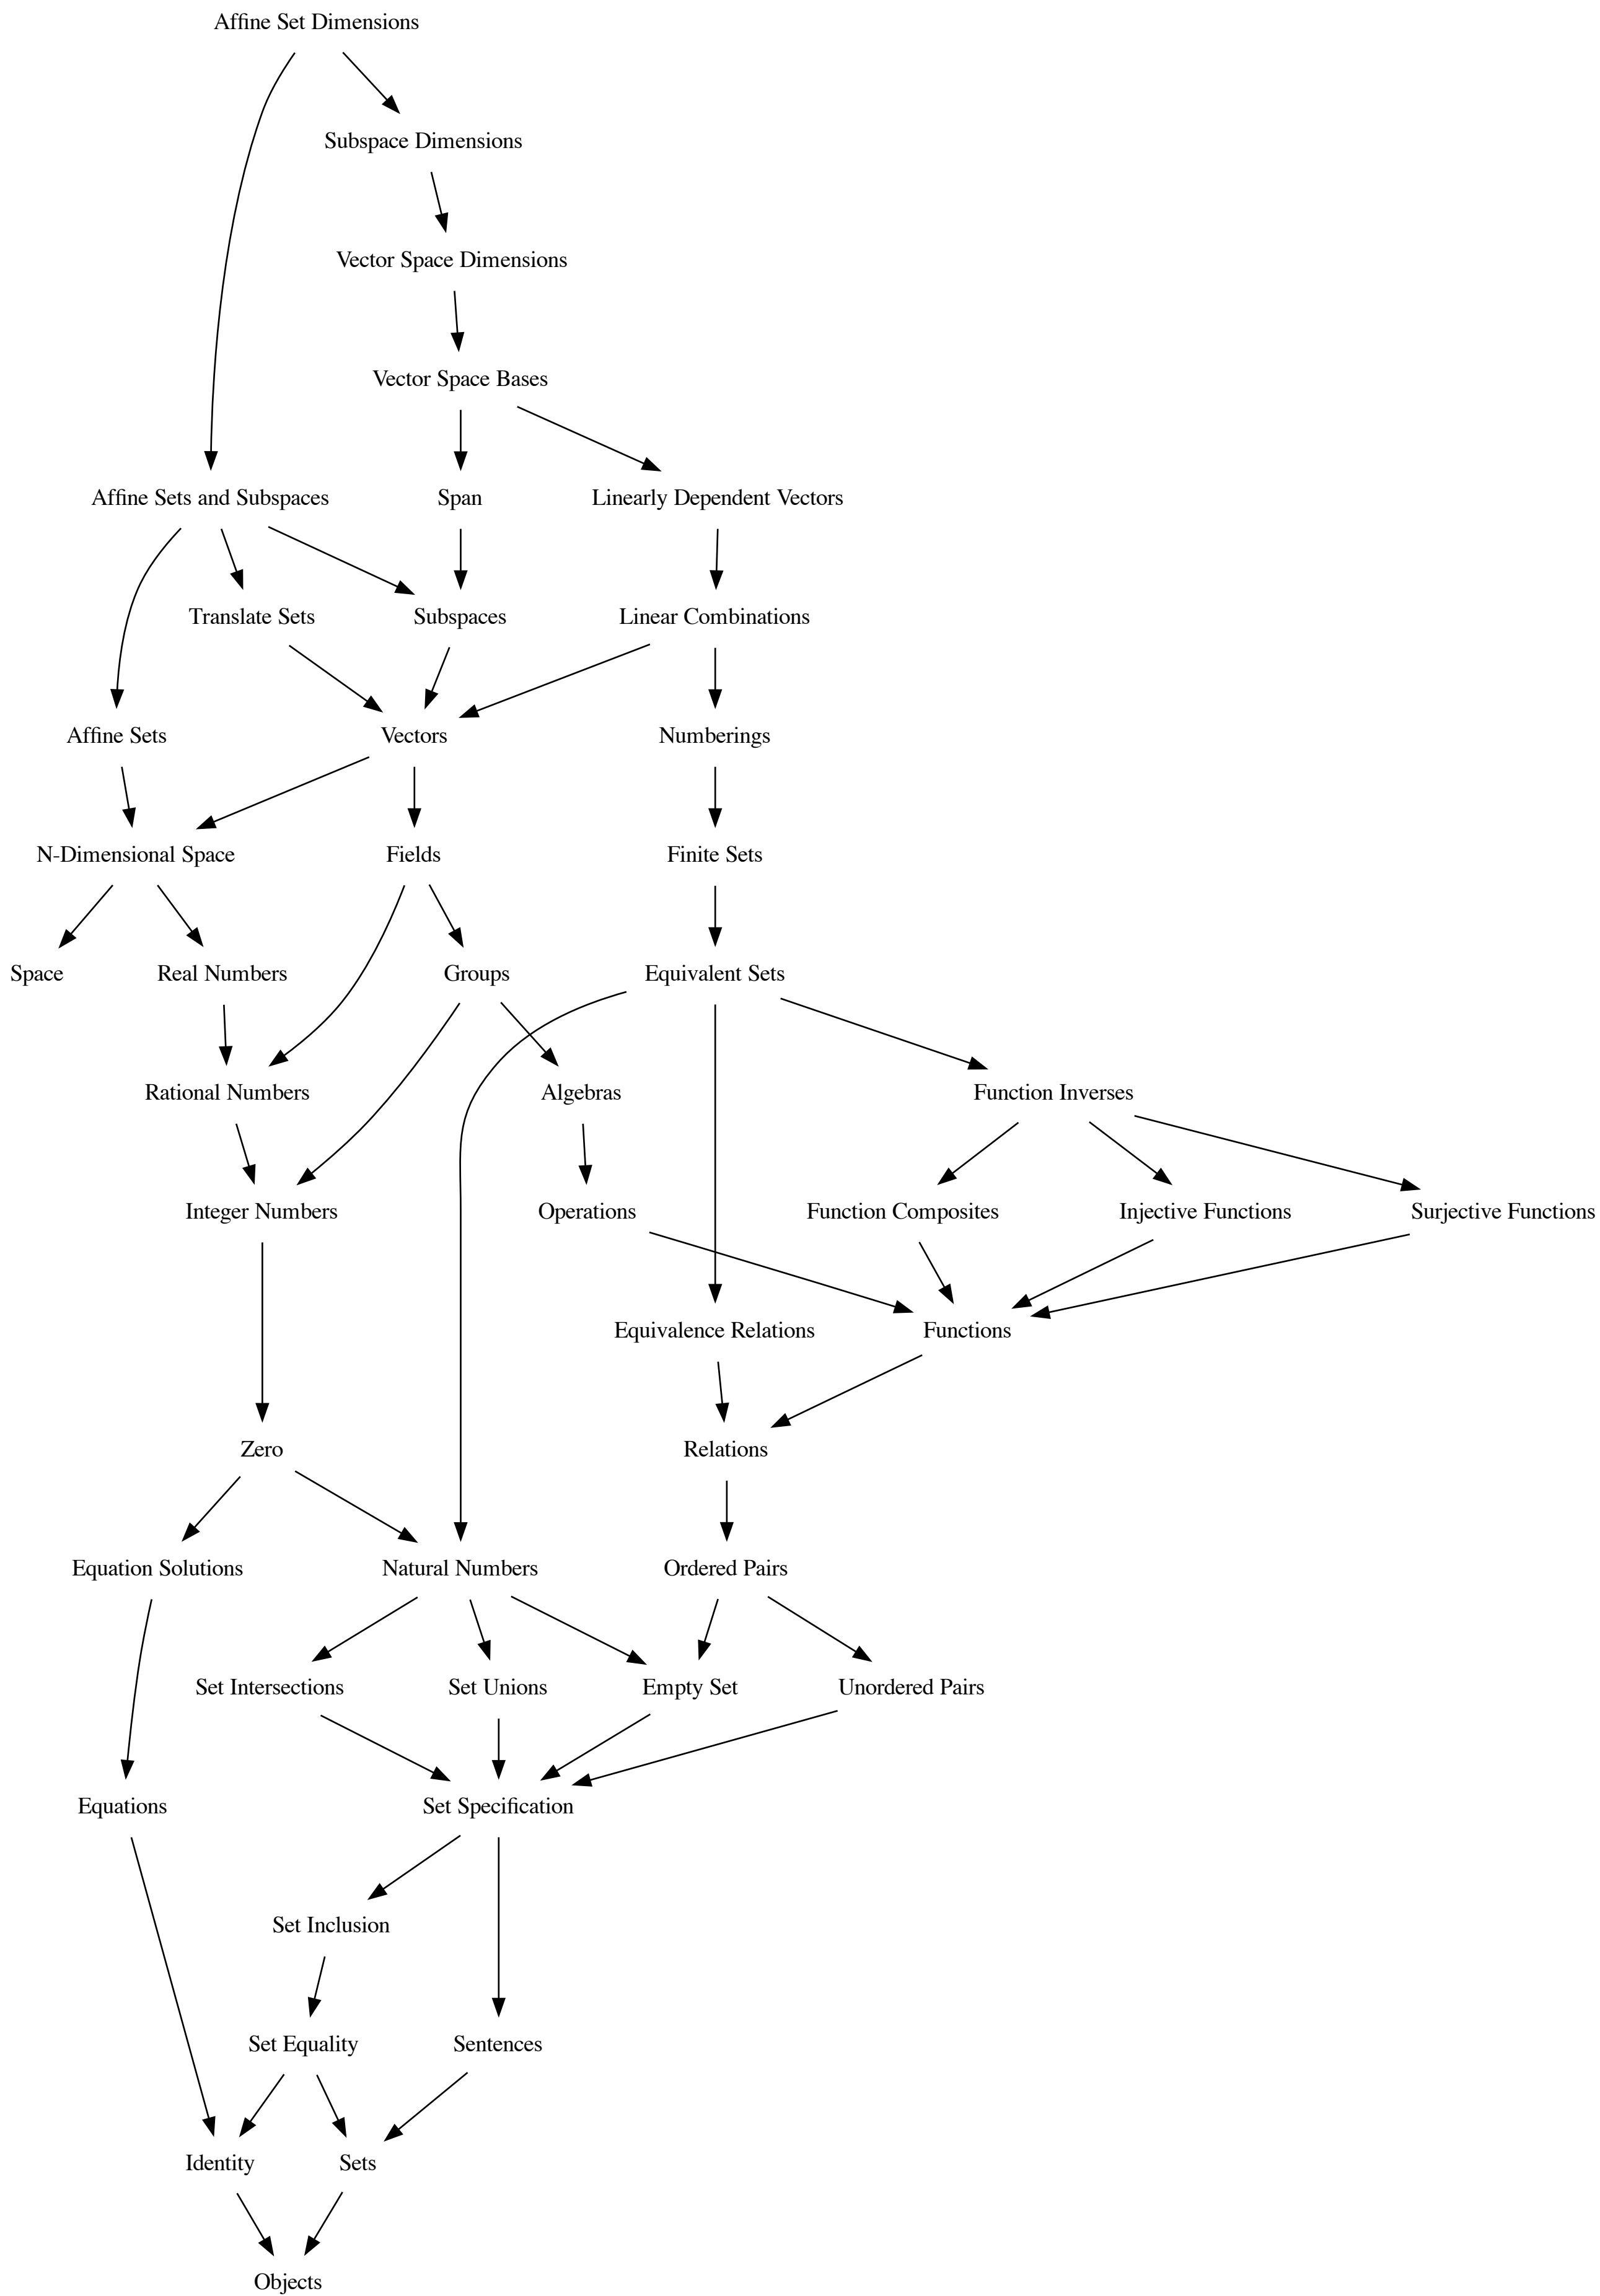 Affine Set Dimensions
Subspace Dimensions
Vector Space Dimensions
Vector Space Bases
Affine Sets and Subspaces
Span
Linearly Dependent Vectors
Translate Sets
Subspaces
Linear Combinations
Affine Sets
Vectors
Numberings
N-Dimensional Space
Fields
Finite Sets
Space
Real Numbers
Groups
Equivalent Sets
Rational Numbers
Algebras
Function Inverses
Integer Numbers
Operations
Function Composites
Injective Functions
Surjective Functions
Equivalence Relations
Functions
Zero
Relations
Equation Solutions
Natural Numbers
Ordered Pairs
Set Intersections
Set Unions
Empty Set
Unordered Pairs
Equations
Set Specification
Set Inclusion
Set Equality
Sentences
Identity
Sets
Objects